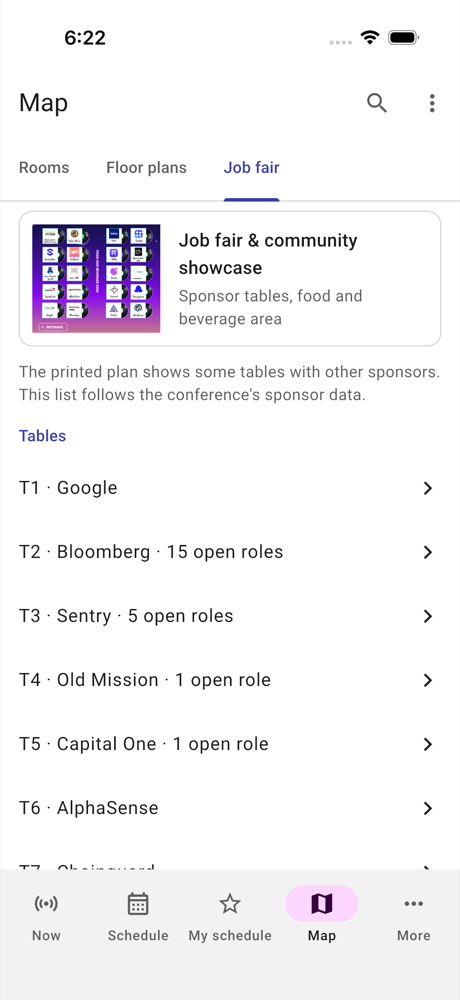 6:22
Map
Rooms
Floor plans
Job fair
Job fair & community
showcase
Sponsor tables, food and
beverage area
The printed plan shows some tables with other sponsors.
This list follows the conference's sponsor data.
Tables
T1 · Google
T2 · Bloomberg · 15 open roles
T3 · Sentry · 5 open roles
T4 · Old Mission · 1 open role
T5 · Capital One · 1 open role
T6 · AlphaSense
Now
Schedule
My schedule
Map
More